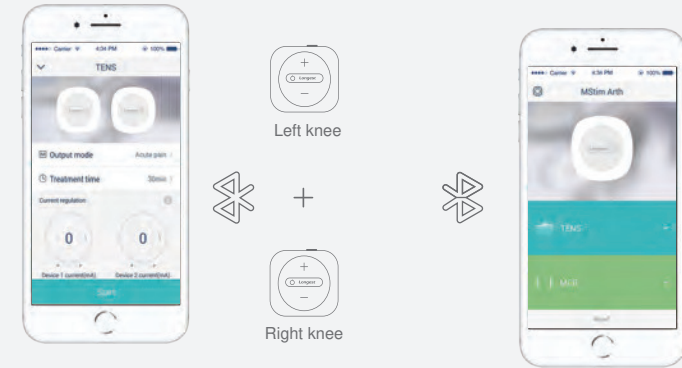 Carrier 4:34 PM 100%
TENS
Output mode Acute pain
Treatment time 30min
Current regulation
0 0
Device 1 current(mA) Device 2 current(mA)
Start
+
Longest
−
Left knee
+
+
Longest
−
Right knee
Carrier 4:34 PM 100%
MStim Arth
TENS